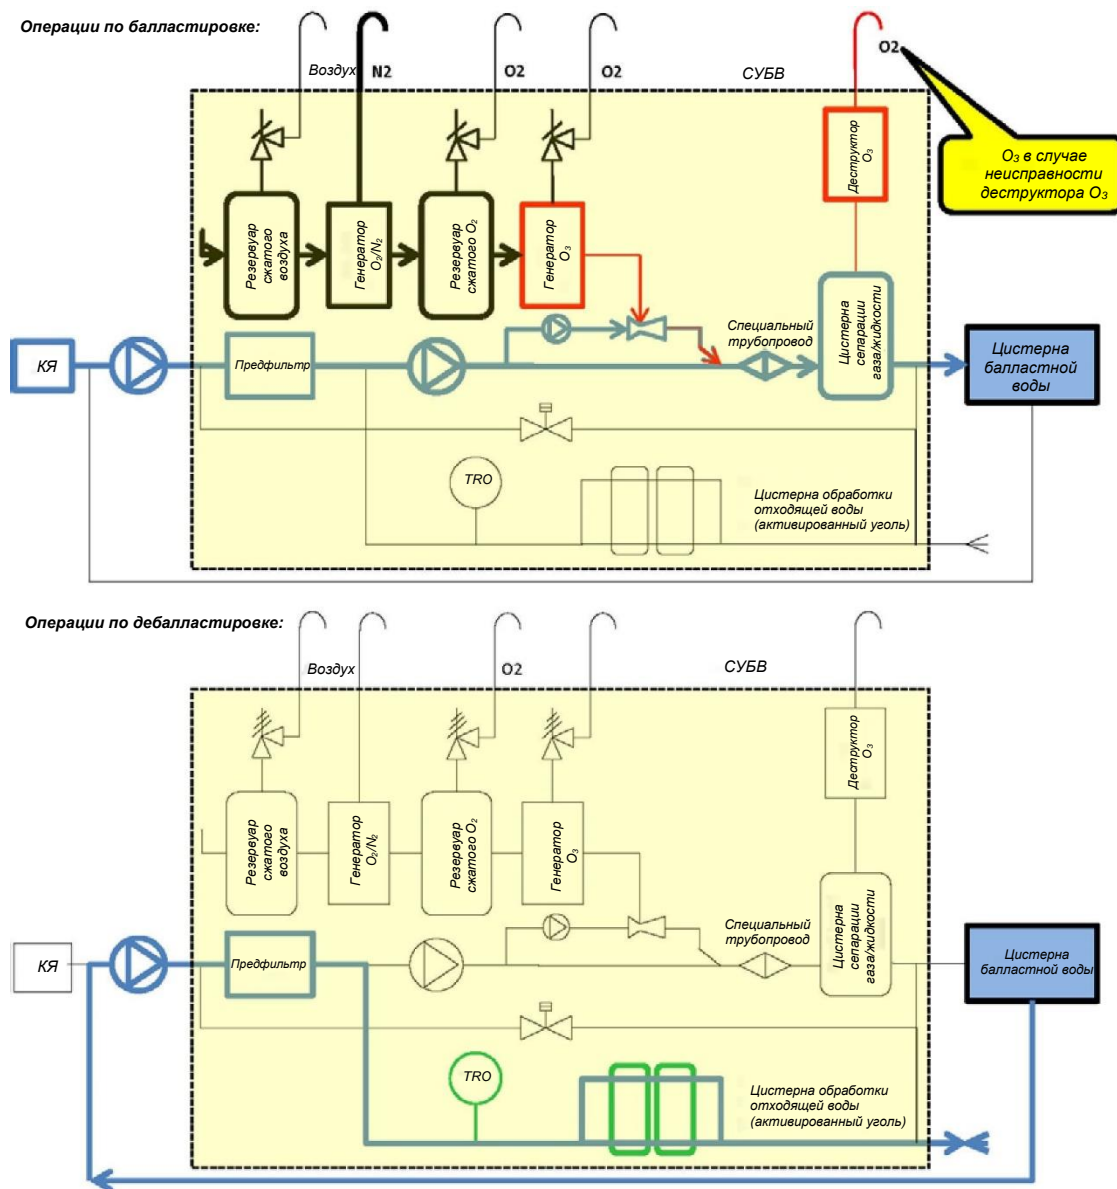 Операции по балластировке:
Воздух
N2
O2
O2
СУБВ
O2
O₃ в случае
неисправности
деструктора O₃
Деструктор
O₃
Резервуар
сжатого
воздуха
Генератор
O₂/N₂
Резервуар
сжатого O₂
Генератор
O₃
Цистерна
сепарации
газа/жидкости
Специальный
трубопровод
КЯ
Предфильтр
Цистерна
балластной
воды
TRO
Цистерна обработки
отходящей воды
(активированный уголь)
Операции по дебалластировке:
Воздух
O2
СУБВ
Деструктор
O₃
Резервуар
сжатого
воздуха
Генератор
O₂/N₂
Резервуар
сжатого O₂
Генератор
O₃
Цистерна
сепарации
газа/жидкости
Специальный
трубопровод
КЯ
Предфильтр
Цистерна
балластной воды
TRO
Цистерна обработки
отходящей воды
(активированный уголь)